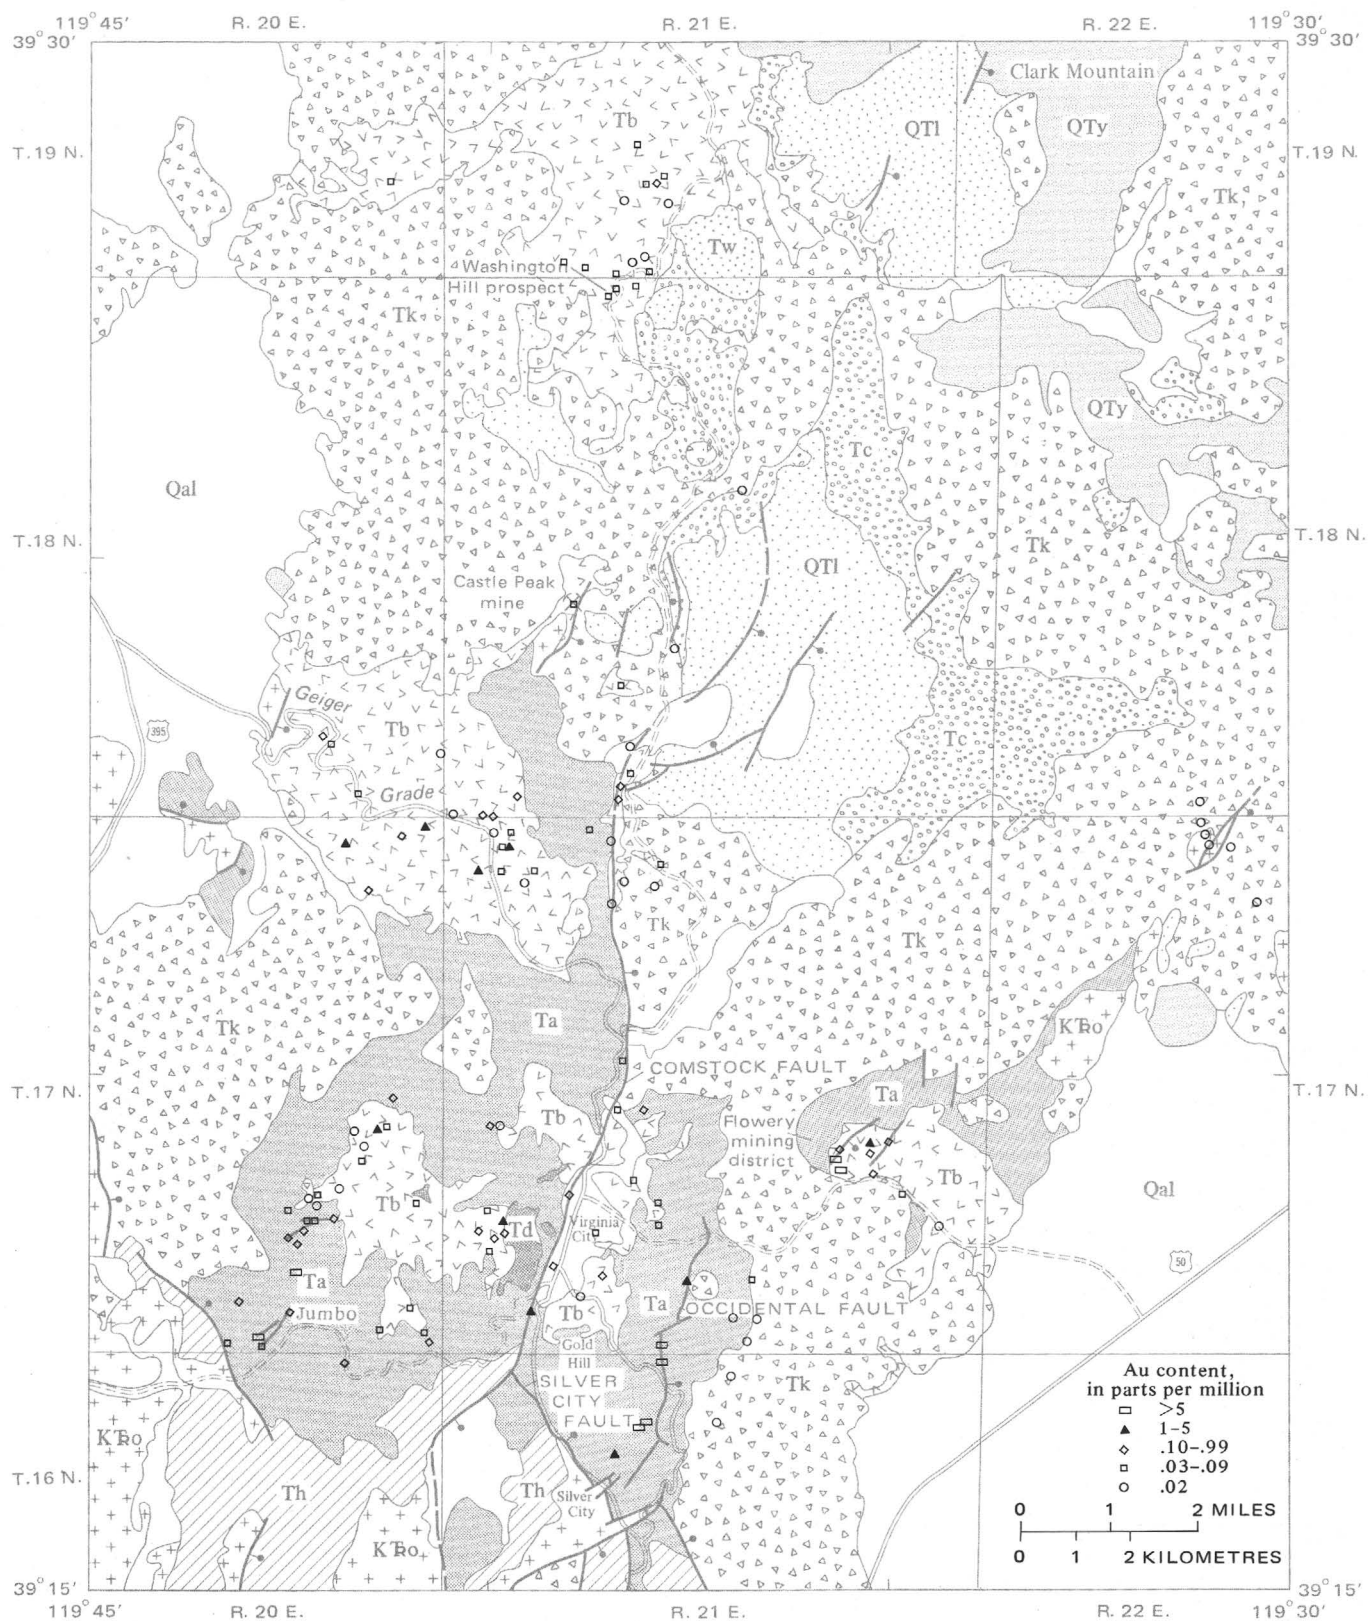 119°45′ R. 20 E. R. 21 E. R. 22 E. 119°30′
39°30′ 39°30′
Clark Mountain
Tb QTl QTy
T.19 N. T.19 N.
Tk
Tw
Washington
Hill prospect
Tk
QTy
Tc
Qal
T.18 N. Tk T.18 N.
QTl
Castle Peak
mine
Geiger
395
Tb
Tc
Grade
Tk
Tk
Ta
Tk
COMSTOCK FAULT
T.17 N. Ta T.17 N.
Tb
Flowery
mining
district
Tb
Tb
Qal
Td
Virginia
City
50
Ta
Ta
OCCIDENTAL FAULT
Jumbo
Tb
Gold
Hill
SILVER
CITY
FAULT
Tk
Au content,
in parts per million
>5
1-5
.10-.99
.03-.09
.02
T.16 N.
Th
Th
Silver
City
0 1 2 MILES
0 1 2 KILOMETRES
39°15′ 39°15′
119°45′ R. 20 E. R. 21 E. R. 22 E. 119°30′